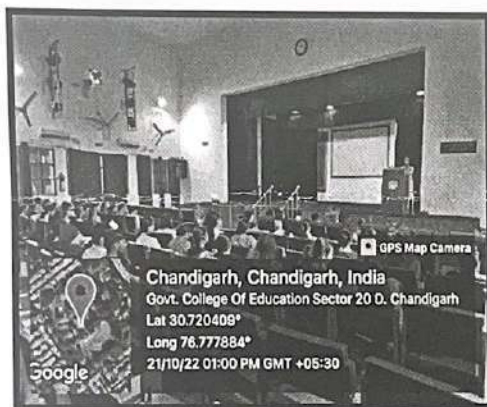 GPS Map Camera
Chandigarh, Chandigarh, India
Govt. College Of Education Sector 20 D. Chandigarh
Lat 30.720409°
Long 76.777884°
21/10/22 01:00 PM GMT +05:30
Google